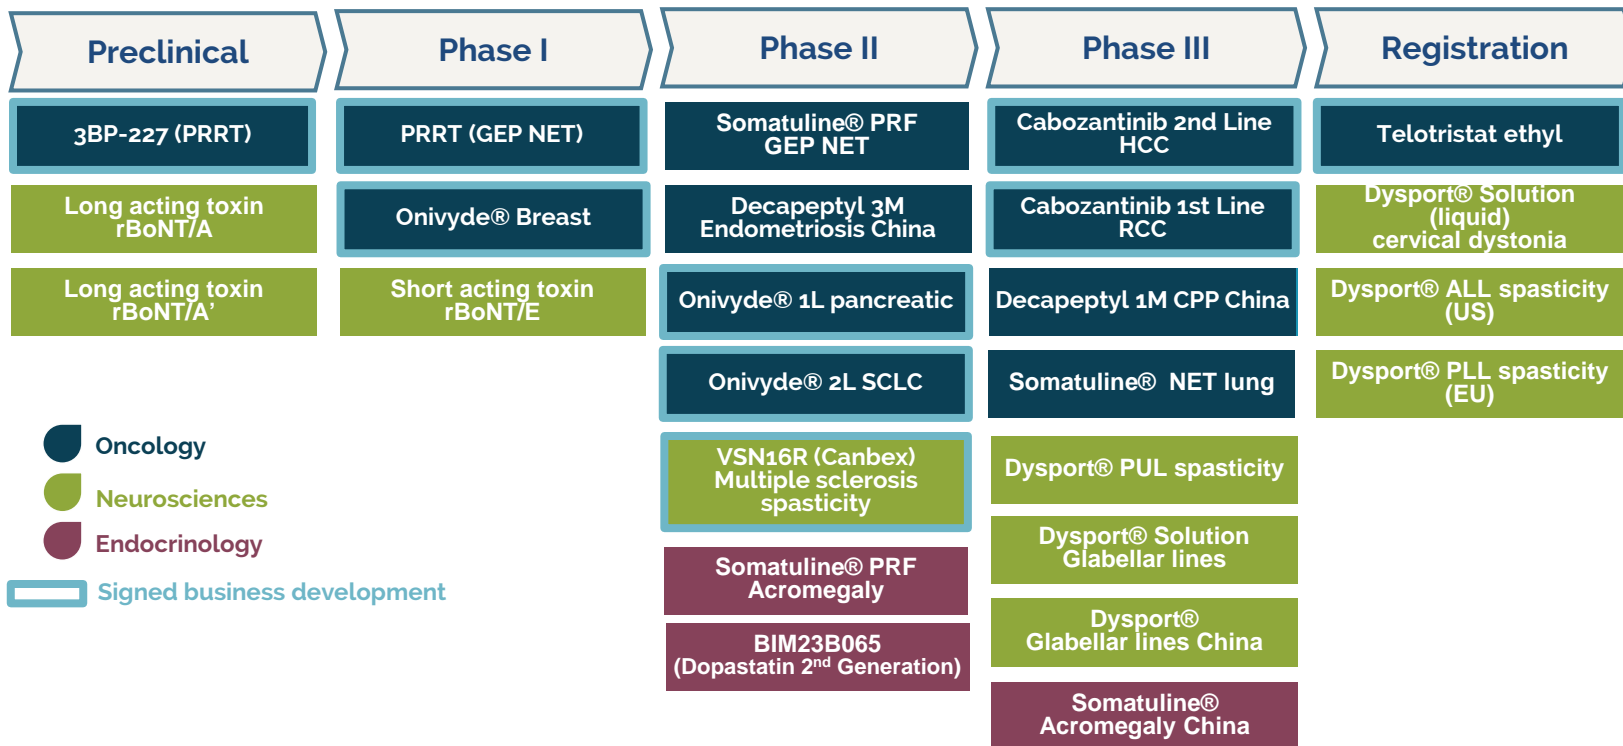 Preclinical
Phase I
Phase II
Phase III
Registration
3BP-227 (PRRT)
Long acting toxin
rBoNT/A
Long acting toxin
rBoNT/A’
PRRT (GEP NET)
Onivyde® Breast
Short acting toxin
rBoNT/E
Somatuline® PRF
GEP NET
Decapeptyl 3M
Endometriosis China
Onivyde® 1L pancreatic
Onivyde® 2L SCLC
VSN16R (Canbex)
Multiple sclerosis
spasticity
Somatuline® PRF
Acromegaly
BIM23B065
(Dopastatin 2nd Generation)
Cabozantinib 2nd Line
HCC
Cabozantinib 1st Line
RCC
Decapeptyl 1M CPP China
Somatuline® NET lung
Dysport® PUL spasticity
Dysport® Solution
Glabellar lines
Dysport®
Glabellar lines China
Somatuline®
Acromegaly China
Telotristat ethyl
Dysport® Solution
(liquid)
cervical dystonia
Dysport® ALL spasticity
(US)
Dysport® PLL spasticity
(EU)
Oncology
Neurosciences
Endocrinology
Signed business development